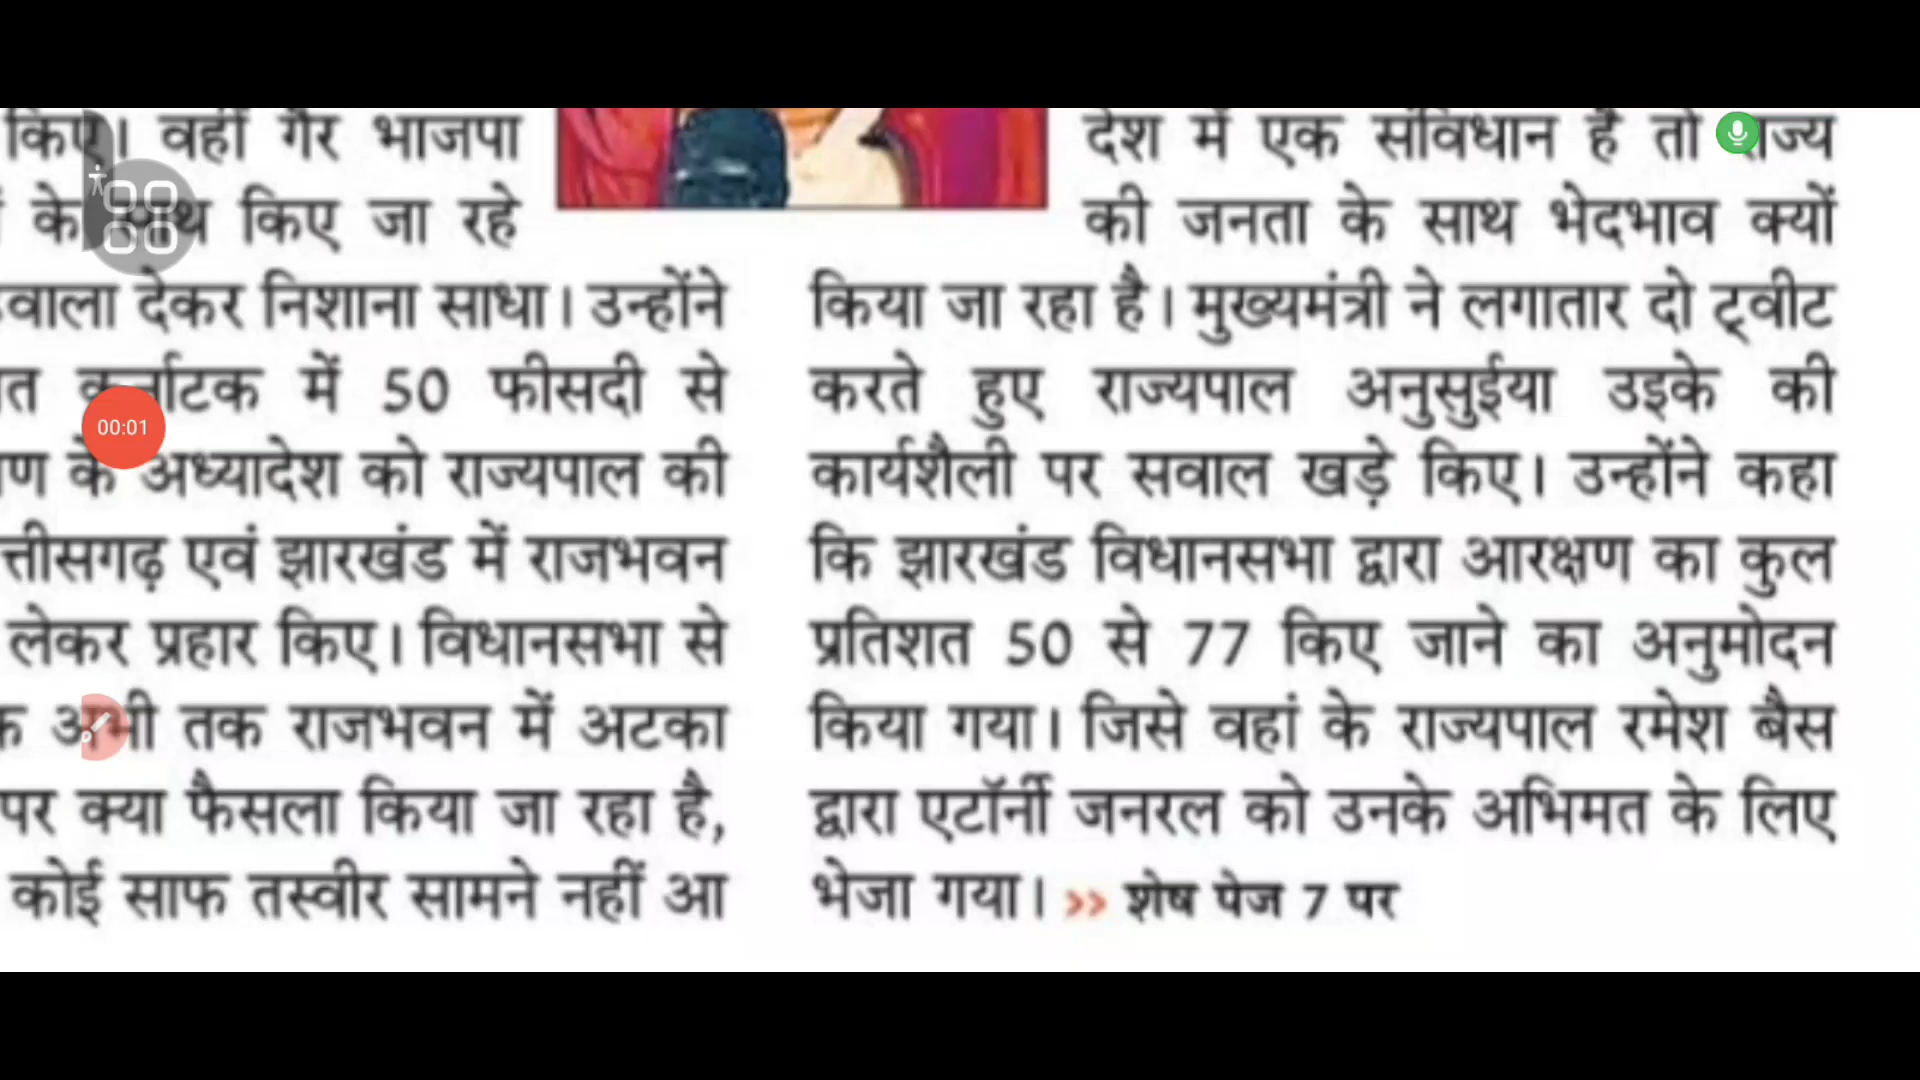 किए। वहीं गैर भाजपा
के साथ किए जा रहे
देकर निशाना साधा। उन्होंने
कर्नाटक में 50 फीसदी से
के अध्यादेश को राज्यपाल की
एवं झारखंड में राजभवन
लेकर प्रहार किए। विधानसभा से
अभी तक राजभवन में अटका
पर क्या फैसला किया जा रहा है,
कोई साफ तस्वीर सामने नहीं आ
देश में एक संविधान है तो राज्य
की जनता के साथ भेदभाव क्यों
किया जा रहा है। मुख्यमंत्री ने लगातार दो ट्वीट
करते हुए राज्यपाल अनुसुईया उइके की
कार्यशैली पर सवाल खड़े किए। उन्होंने कहा
कि झारखंड विधानसभा द्वारा आरक्षण का कुल
प्रतिशत 50 से 77 किए जाने का अनुमोदन
किया गया। जिसे वहां के राज्यपाल रमेश बैस
द्वारा एटॉर्नी जनरल को उनके अभिमत के लिए
भेजा गया। >> शेष पेज 7 पर
00:01